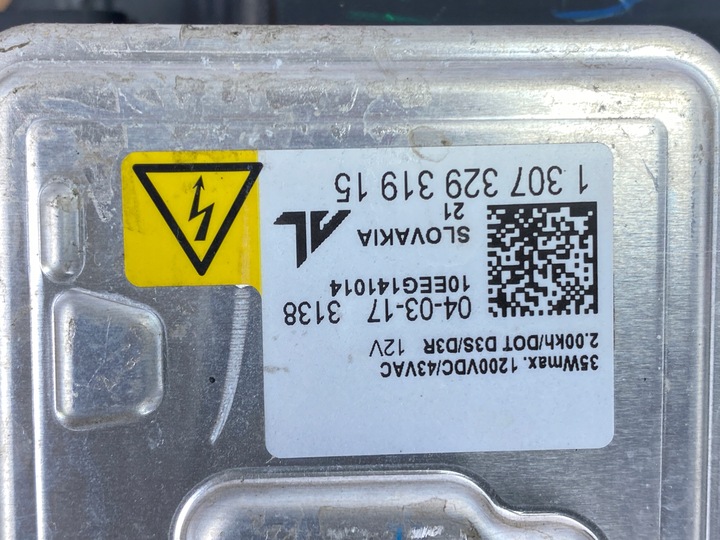 35Wmax. 1200VDC/43VAC
2.00kh/DOT D3S/D3R 12V
04-03-17 3138
10EEG141014
SLOVAKIA AL
21
1 307 329 319 15